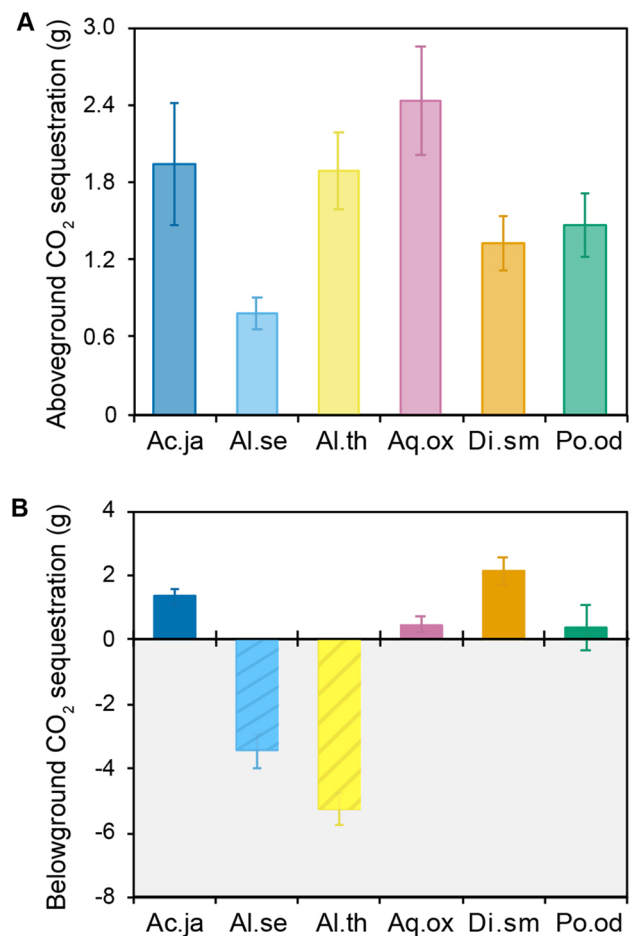 A
Aboveground CO₂ sequestration (g)
3.0
2.4
1.8
1.2
0.6
0
Ac.ja Al.se Al.th Aq.ox Di.sm Po.od
B
Belowground CO₂ sequestration (g)
4
2
0
-2
-4
-6
-8
Ac.ja Al.se Al.th Aq.ox Di.sm Po.od